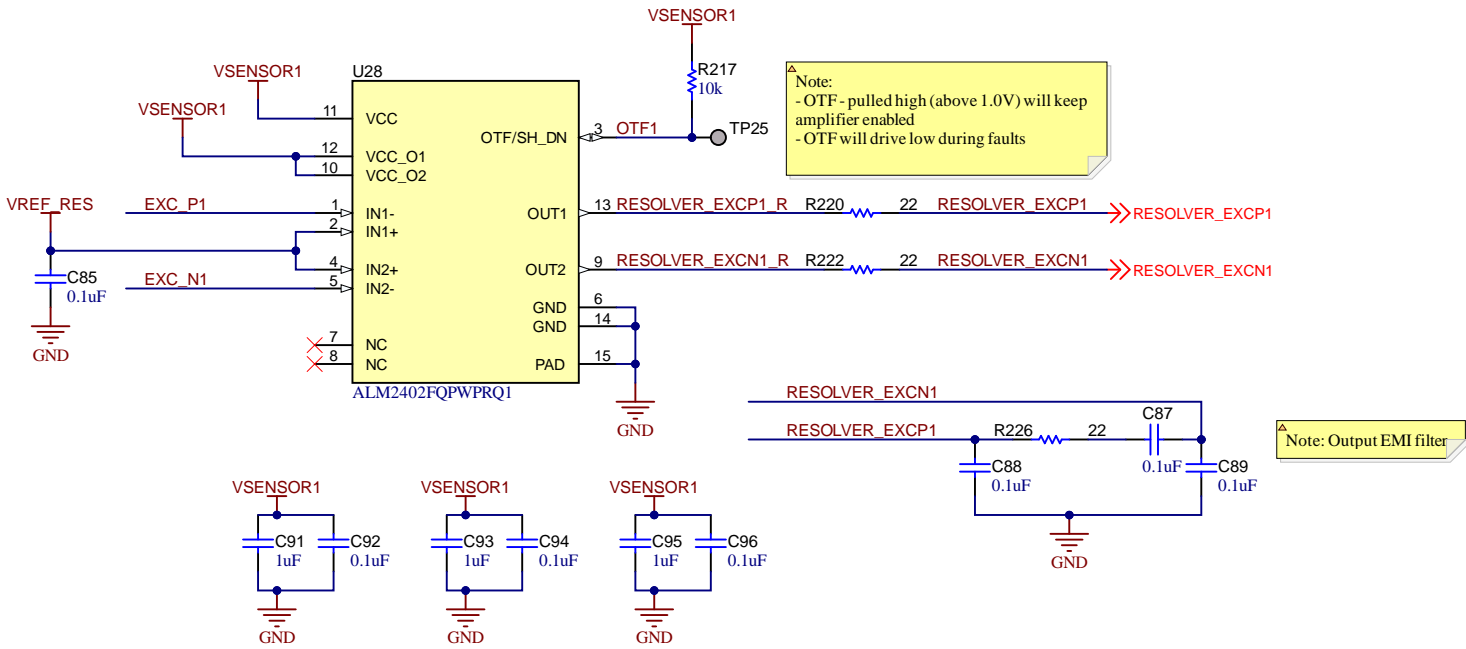 VSENSOR1
R217
10k
Note:
- OTF - pulled high (above 1.0V) will keep
amplifier enabled
- OTF will drive low during faults
VSENSOR1
VSENSOR1
U28
11 VCC
12 VCC_O1
10 VCC_O2
OTF/SH_DN 3 OTF1
TP25
VREF_RES
EXC_P1 1 IN1-
2 IN1+
4 IN2+
EXC_N1 5 IN2-
C85
0.1uF
GND
7 NC
8 NC
OUT1 13 RESOLVER_EXCP1_R R220 22 RESOLVER_EXCP1 RESOLVER_EXCP1
OUT2 9 RESOLVER_EXCN1_R R222 22 RESOLVER_EXCN1 RESOLVER_EXCN1
GND 6
GND 14
PAD 15
GND
ALM2402FQPWPRQ1
RESOLVER_EXCN1
RESOLVER_EXCP1 R226 22
C87
0.1uF
C88
0.1uF
C89
0.1uF
GND
Note: Output EMI filter
VSENSOR1
C91
1uF
C92
0.1uF
GND
VSENSOR1
C93
1uF
C94
0.1uF
GND
VSENSOR1
C95
1uF
C96
0.1uF
GND